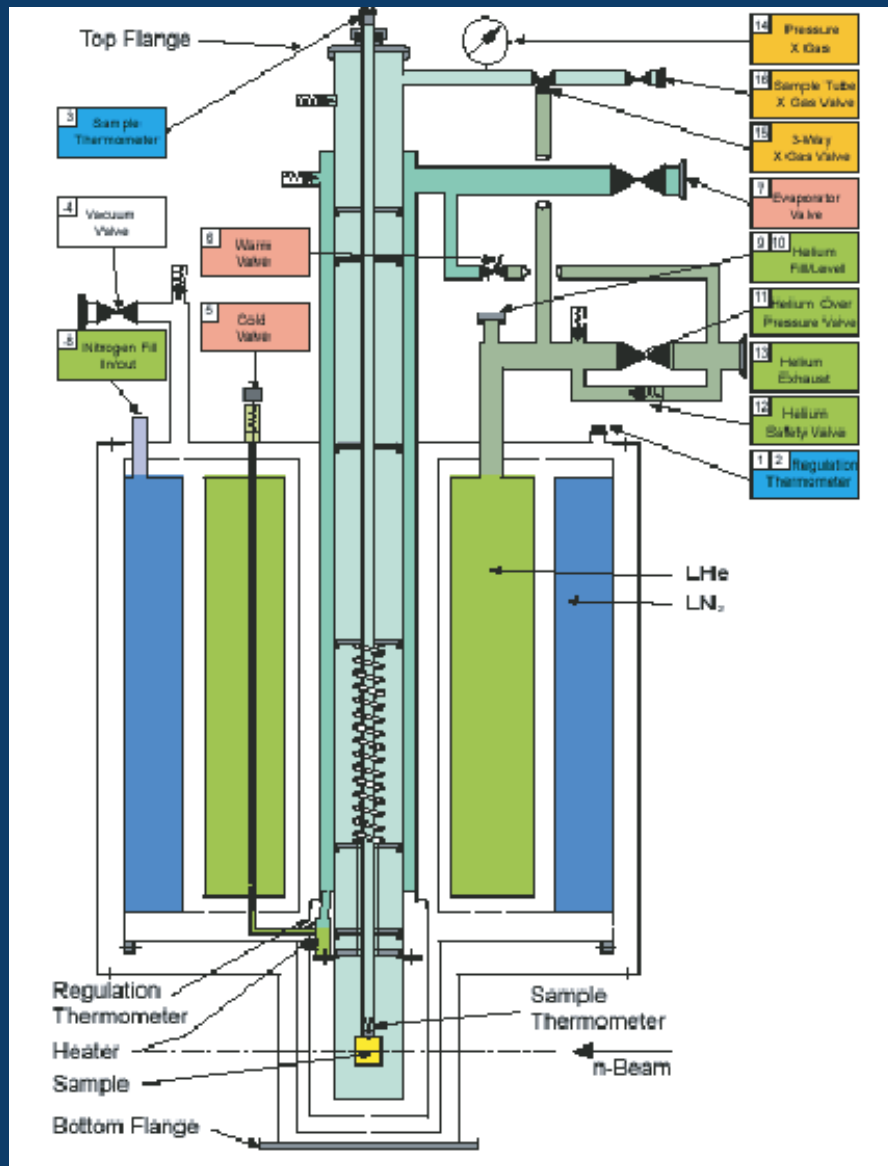 Top Flange
14
Pressure
X Gas
16
Sample Tube
X Gas Valve
15
3-Way
X Gas Valve
3
Sample
Thermometer
7
Evaporator
Valve
-4
Vacuum
Valve
6
Warm
Valver
9 10
Helium
Fill/Level
5
Cold
Valver
11
Helium Over
Pressure Valve
-8
Nitrogen Fill
In/out
13
Helium
Exhaust
12
Helium
Safety Valve
1 2 Regulation
Thermometer
LHe
LN₂
Regulation
Thermometer
Sample
Thermometer
Heater
n-Beam
Sample
Bottom Flange